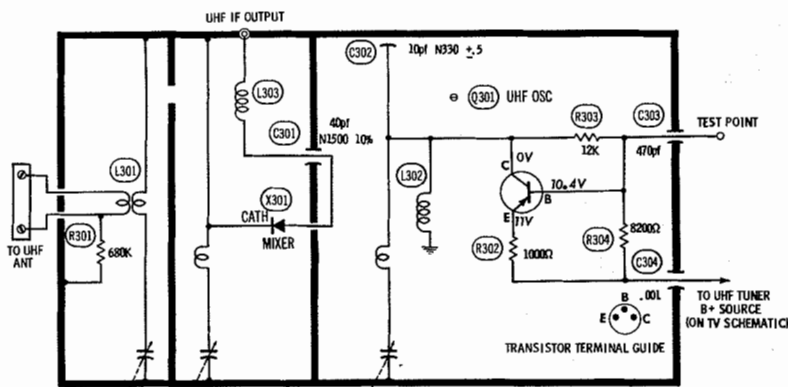 UHF IF OUTPUT
C302
10pf N330 ±.5
L303
Q301 UHF OSC
C301
40pf
N1500 10%
R303
12K
C303
TEST POINT
470pf
L301
C
0V
L302
10.4V
B
X301
CATH
MIXER
E
11V
R301
680K
TO UHF
ANT
R302
1000Ω
R304
8200Ω
C304
.001
TO UHF TUNER
B+ SOURCE
(ON TV SCHEMATIC)
B
E
C
TRANSISTOR TERMINAL GUIDE